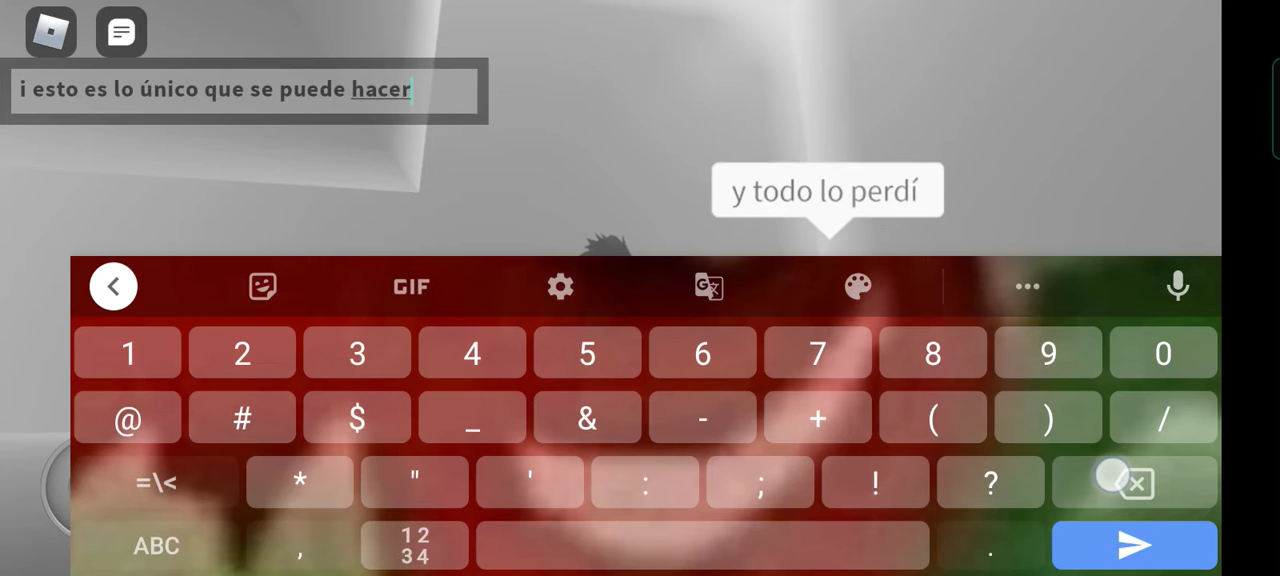 i esto es lo único que se puede hacer
y todo lo perdí
GIF
1 2 3 4 5 6 7 8 9 0
@ # $ _ & - + ( ) /
=\< * " ' : ; ! ?
ABC , 12 34 .